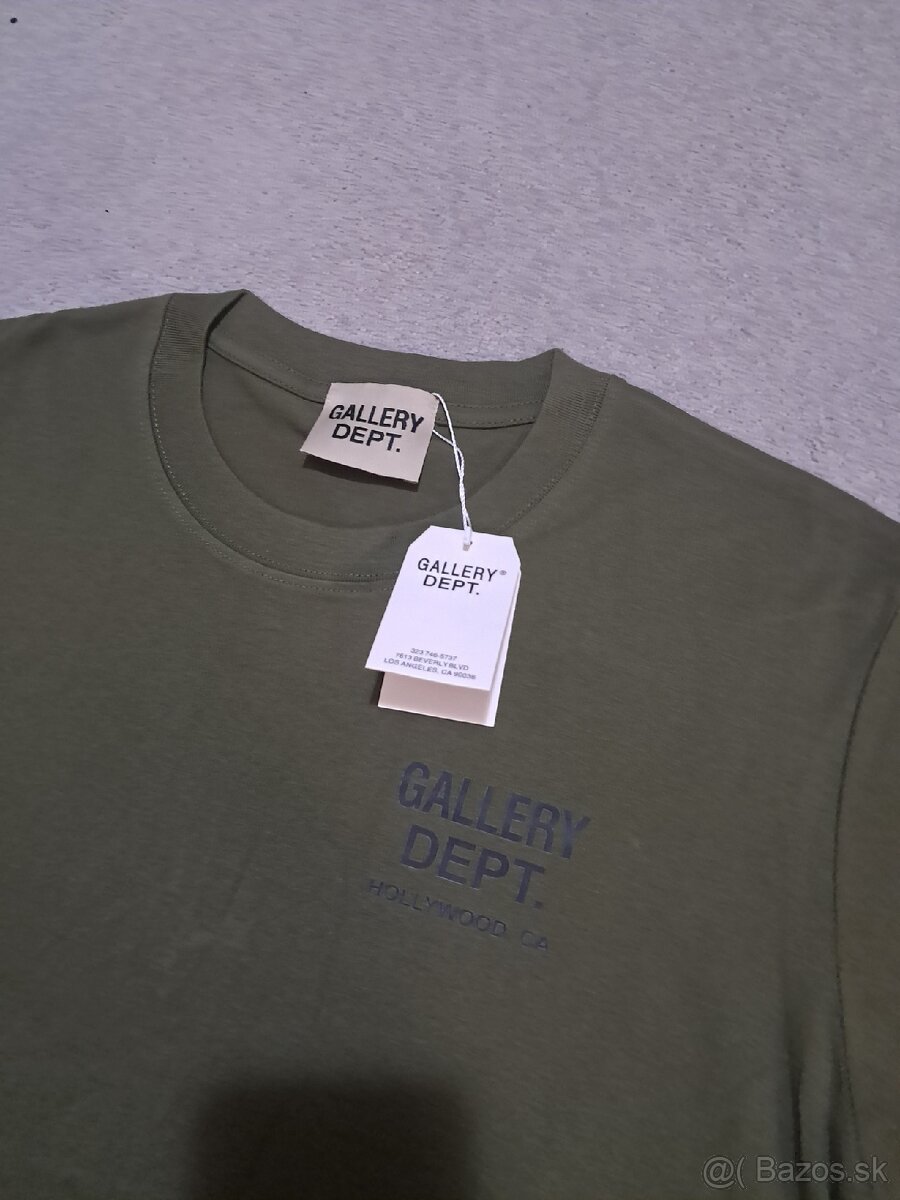 GALLERY
DEPT.
GALLERY®
DEPT.
323 746-5737
7613 BEVERLY BLVD
LOS ANGELES, CA 90036
GALLERY
DEPT.
HOLLYWOOD, CA
@( Bazos.sk